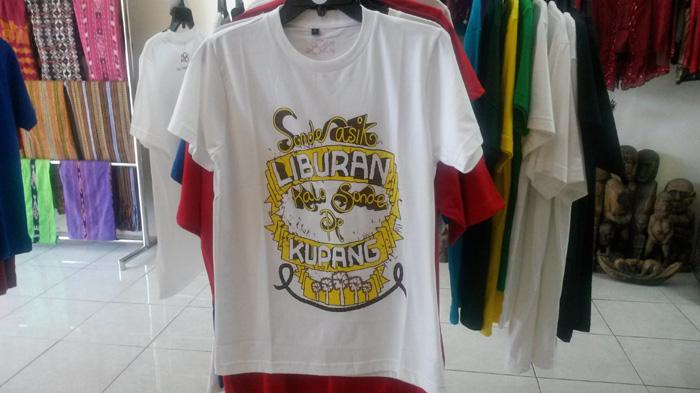 Sonde asik
LIBURAN
Kalo Sonde
Di
KUPANG